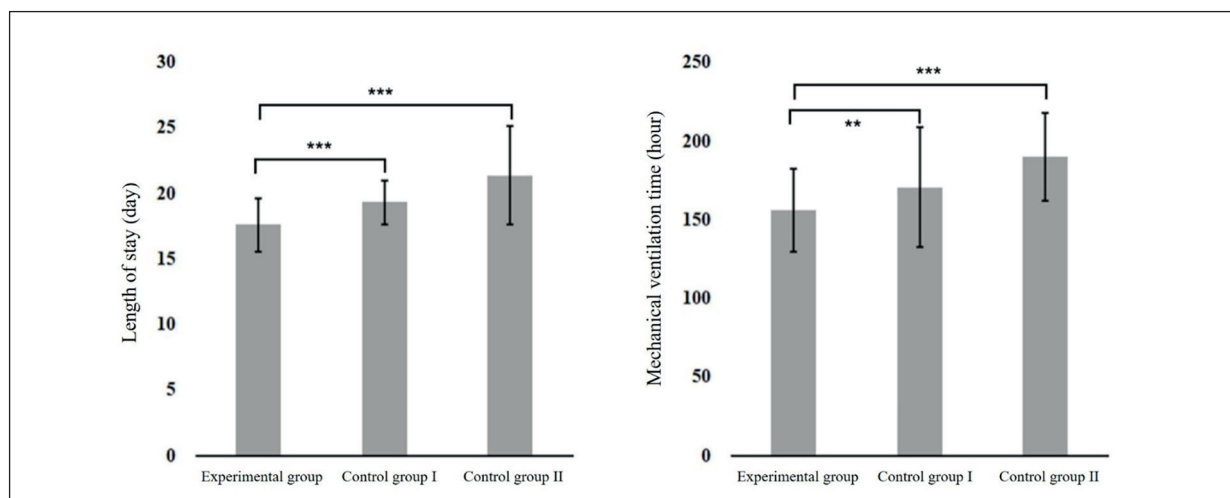 30
25
20
15
10
5
0
Length of stay (day)
***
***
Experimental group
Control group I
Control group II
250
200
150
100
50
0
Mechanical ventilation time (hour)
***
**
Experimental group
Control group I
Control group II